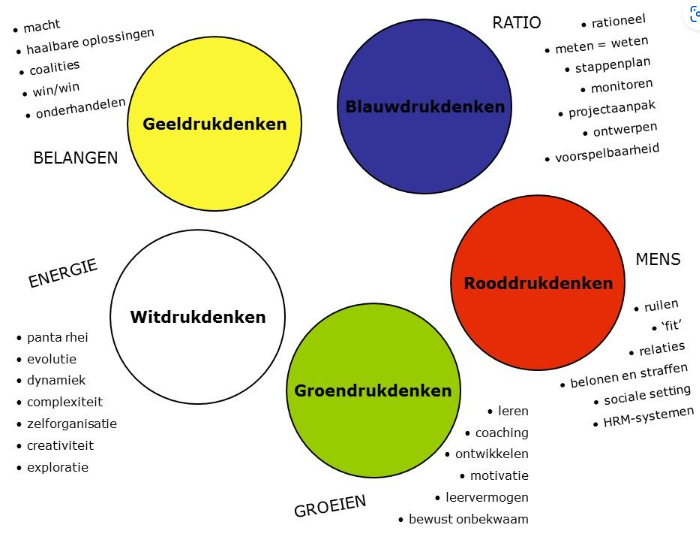 • macht
• haalbare oplossingen
• coalities
• win/win
• onderhandelen
BELANGEN
Geeldrukdenken
RATIO
• rationeel
• meten = weten
• stappenplan
• monitoren
• projectaanpak
• ontwerpen
• voorspelbaarheid
Blauwdrukdenken
MENS
• ruilen
• ‘fit’
• relaties
• belonen en straffen
• sociale setting
• HRM-systemen
Rooddrukdenken
ENERGIE
Witdrukdenken
• panta rhei
• evolutie
• dynamiek
• complexiteit
• zelforganisatie
• creativiteit
• exploratie
Groendrukdenken
• leren
• coaching
• ontwikkelen
• motivatie
• leervermogen
• bewust onbekwaam
GROEIEN